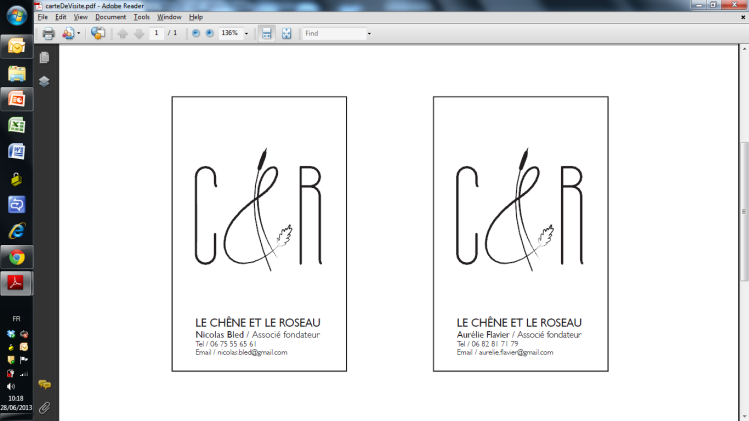 carteDeVisite.pdf - Adobe Reader
File Edit View Document Tools Window Help
1 / 1 136% Find
C & R
LE CHÊNE ET LE ROSEAU
Nicolas Bled / Associé fondateur
Tel / 06 75 55 65 61
Email / nicolas.bled@gmail.com
C & R
LE CHÊNE ET LE ROSEAU
Aurélie Flavier / Associé fondateur
Tel / 06 82 81 71 79
Email / aurelie.flavier@gmail.com
FR
10:18
28/06/2013